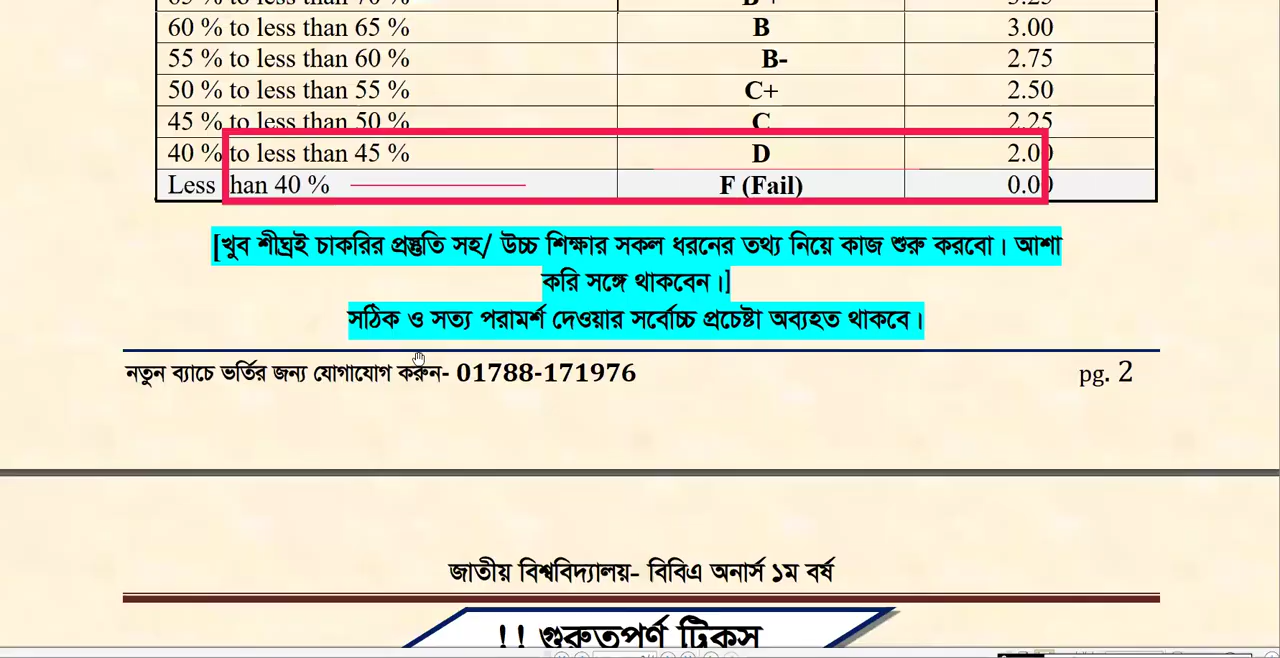 60 % to less than 65 % B 3.00
55 % to less than 60 % B- 2.75
50 % to less than 55 % C+ 2.50
45 % to less than 50 % C 2.25
40 % to less than 45 % D 2.00
Less than 40 % F (Fail) 0.00
[খুব শীঘ্রই চাকরির প্রস্তুতি সহ/ উচ্চ শিক্ষার সকল ধরনের তথ্য নিয়ে কাজ শুরু করবো। আশা
করি সঙ্গে থাকবেন।]
সঠিক ও সত্য পরামর্শ দেওয়ার সর্বোচ্চ প্রচেষ্টা অব্যহত থাকবে।
নতুন ব্যাচে ভর্তির জন্য যোগাযোগ করুন- 01788-171976 pg. 2
জাতীয় বিশ্ববিদ্যালয়- বিবিএ অনার্স ১ম বর্ষ
!! গুরুত্বপূর্ণ টিকস